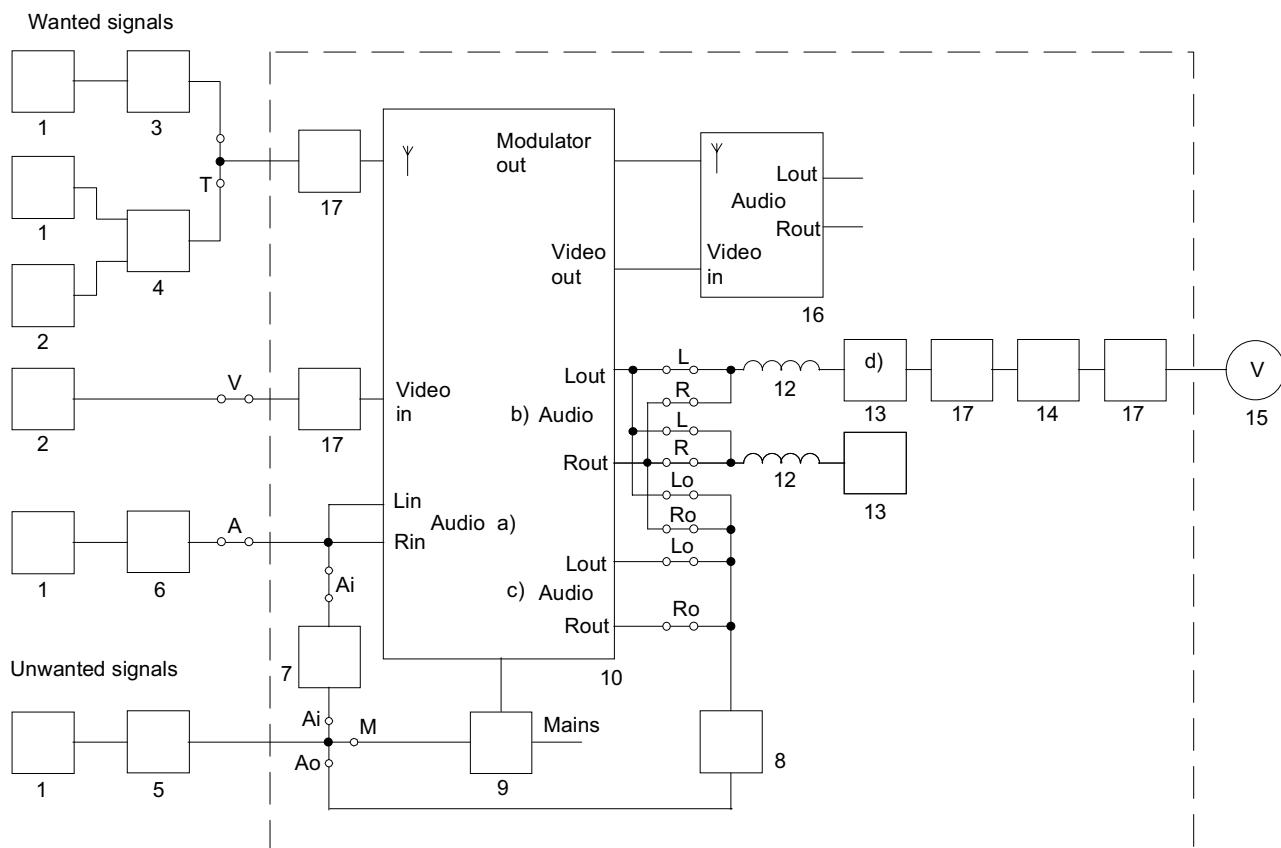 Wanted signals
1
3
T
1
4
2
17
Modulator
out
Lout
Audio
Rout
Video
out
Video
in
16
2
V
17
Video
in
Lout
b) Audio
Rout
L
R
L
R
Lo
Ro
Lo
Ro
12
d)
13
17
14
17
V
15
12
13
1
6
A
Lin
Audio a)
Rin
Ai
Lout
c) Audio
Rout
10
7
Unwanted signals
1
5
Ai
M
Ao
9
Mains
8